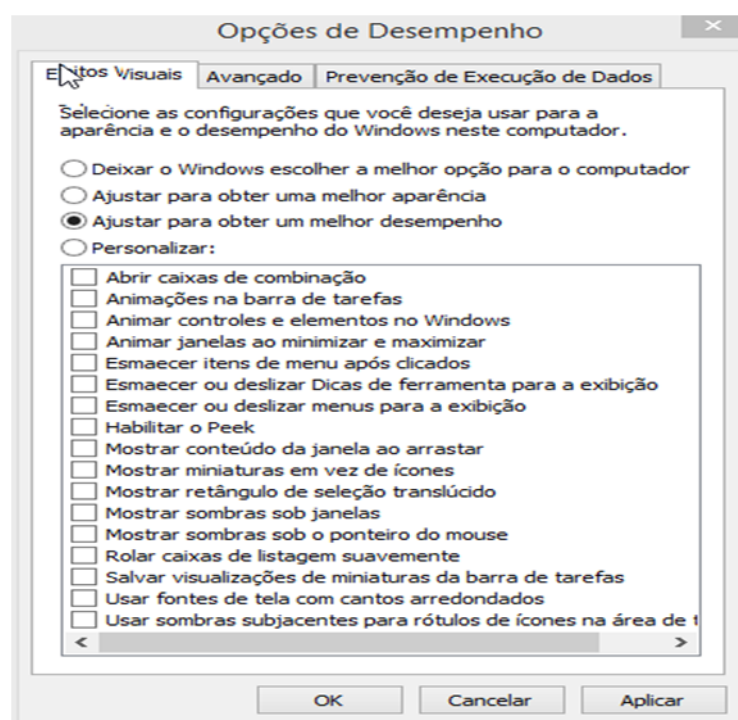 Opções de Desempenho
Efeitos Visuais Avançado Prevenção de Execução de Dados
Selecione as configurações que você deseja usar para a
aparência e o desempenho do Windows neste computador.
Deixar o Windows escolher a melhor opção para o computador
Ajustar para obter uma melhor aparência
Ajustar para obter um melhor desempenho
Personalizar:
Abrir caixas de combinação
Animações na barra de tarefas
Animar controles e elementos no Windows
Animar janelas ao minimizar e maximizar
Esmaecer itens de menu após clicados
Esmaecer ou deslizar Dicas de ferramenta para a exibição
Esmaecer ou deslizar menus para a exibição
Habilitar o Peek
Mostrar conteúdo da janela ao arrastar
Mostrar miniaturas em vez de ícones
Mostrar retângulo de seleção translúcido
Mostrar sombras sob janelas
Mostrar sombras sob o ponteiro do mouse
Rolar caixas de listagem suavemente
Salvar visualizações de miniaturas da barra de tarefas
Usar fontes de tela com cantos arredondados
Usar sombras subjacentes para rótulos de ícones na área de
OK Cancelar Aplicar